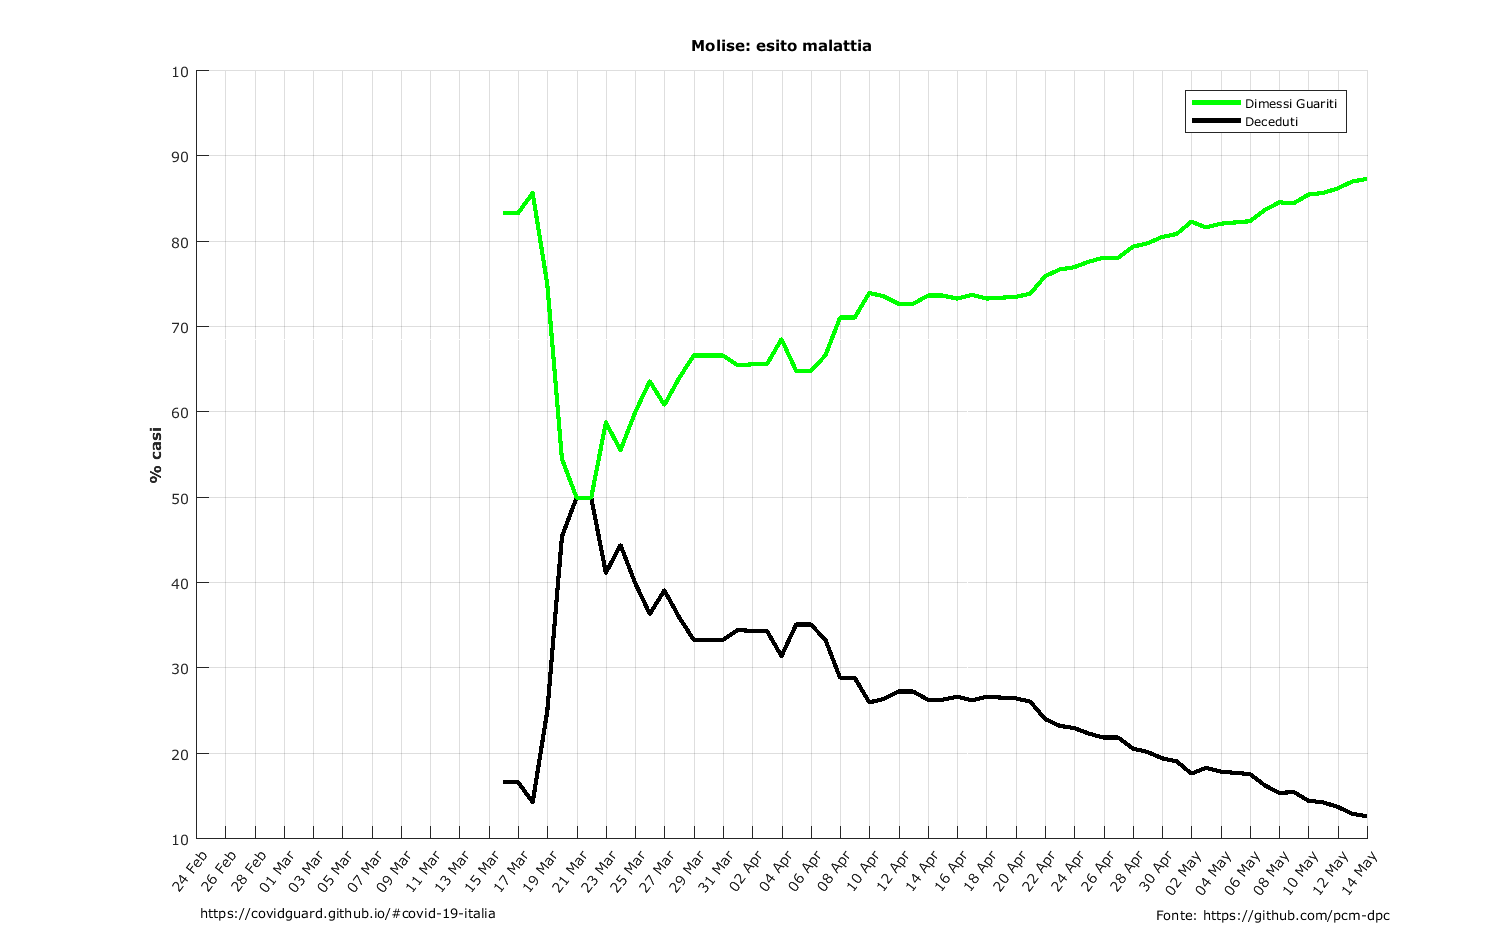 Molise: esito malattia
10
90
80
70
60
50
40
30
20
10
% casi
Dimessi Guariti
Deceduti
24 Feb
26 Feb
28 Feb
01 Mar
03 Mar
05 Mar
07 Mar
09 Mar
11 Mar
13 Mar
15 Mar
17 Mar
19 Mar
21 Mar
23 Mar
25 Mar
27 Mar
29 Mar
31 Mar
02 Apr
04 Apr
06 Apr
08 Apr
10 Apr
12 Apr
14 Apr
16 Apr
18 Apr
20 Apr
22 Apr
24 Apr
26 Apr
28 Apr
30 Apr
02 May
04 May
06 May
08 May
10 May
12 May
14 May
https://covidguard.github.io/#covid-19-italia
Fonte: https://github.com/pcm-dpc